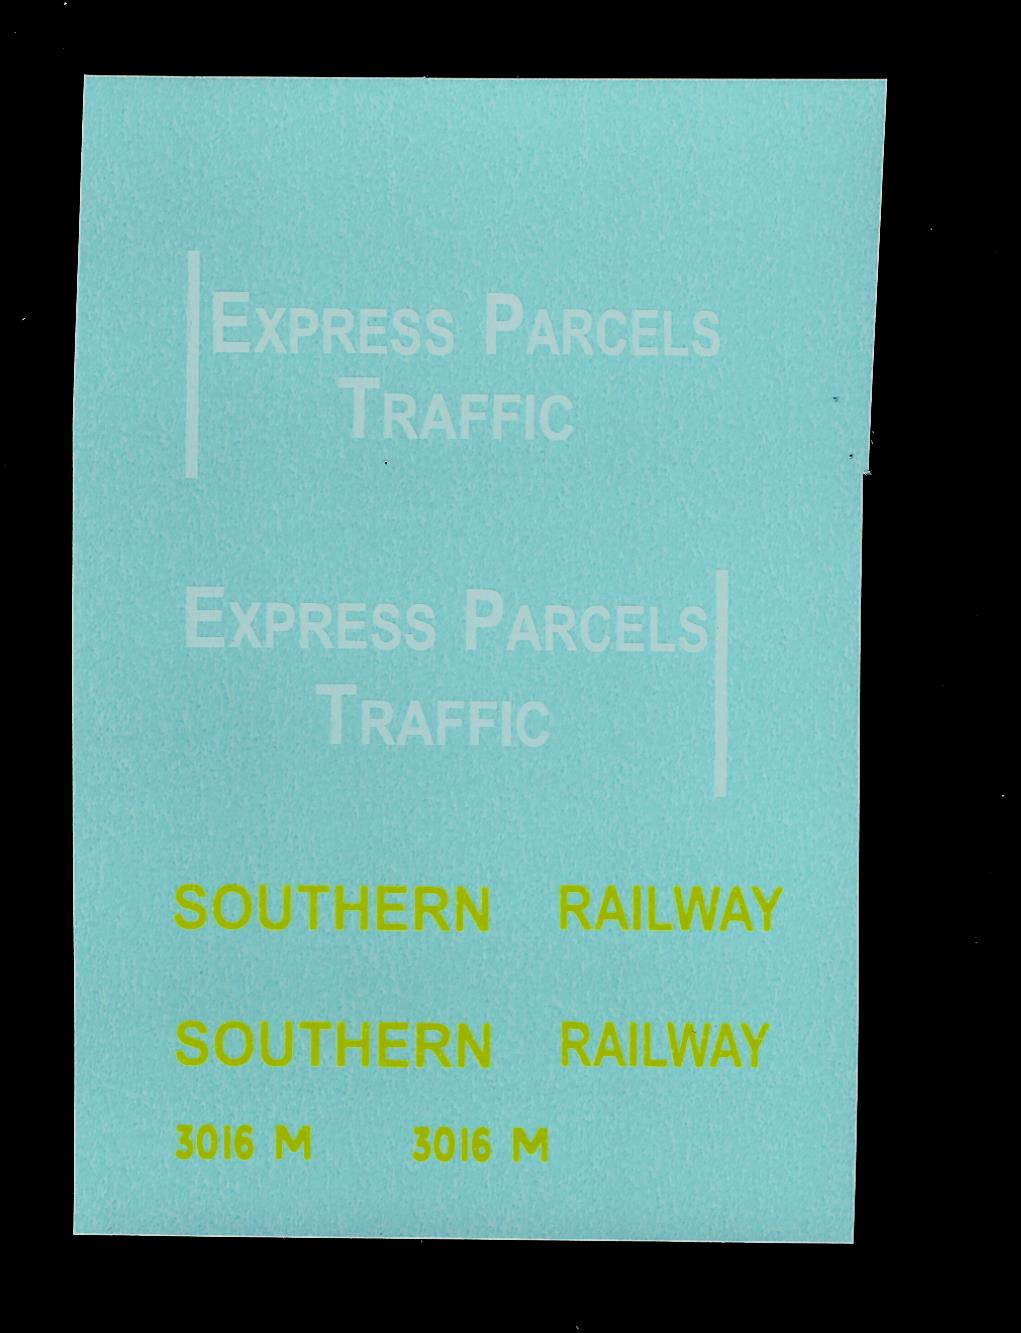 EXPRESS PARCELS
TRAFFIC
EXPRESS PARCELS
TRAFFIC
SOUTHERN RAILWAY
SOUTHERN RAILWAY
3016 M 3016 M